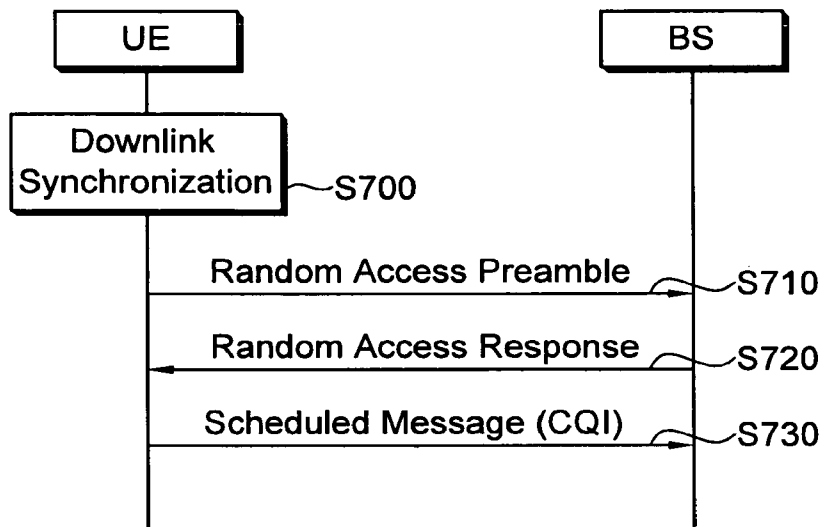 UE
BS
Downlink
Synchronization
S700
Random Access Preamble
S710
Random Access Response
S720
Scheduled Message (CQI)
S730